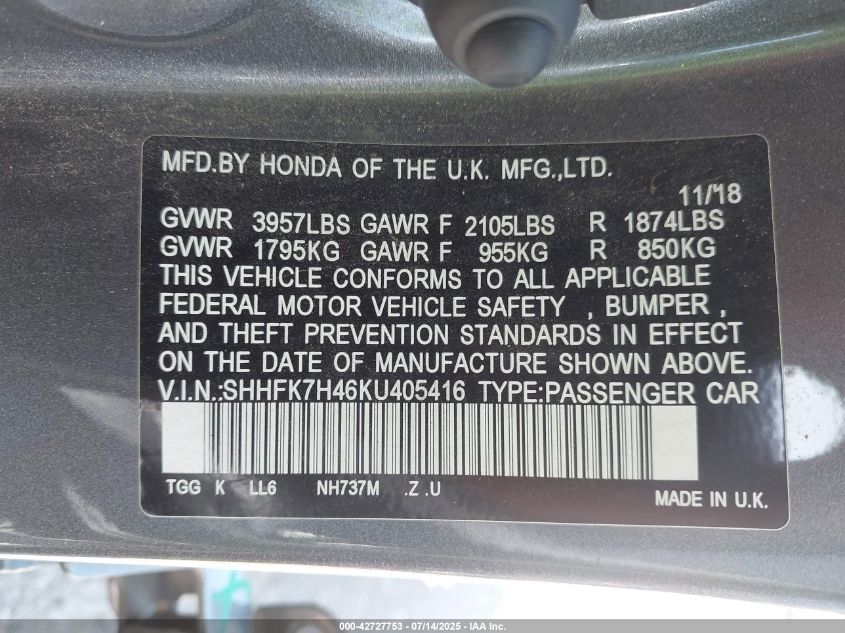 MFD.BY HONDA OF THE U.K. MFG.,LTD.
11/18
GVWR 3957LBS GAWR F 2105LBS R 1874LBS
GVWR 1795KG GAWR F 955KG R 850KG
THIS VEHICLE CONFORMS TO ALL APPLICABLE
FEDERAL MOTOR VEHICLE SAFETY , BUMPER ,
AND THEFT PREVENTION STANDARDS IN EFFECT
ON THE DATE OF MANUFACTURE SHOWN ABOVE.
V.I.N.:SHHFK7H46KU405416 TYPE:PASSENGER CAR
TGG K LL6 NH737M .Z .U
MADE IN U.K.
000-42727753 - 07/14/2025 - IAA Inc.